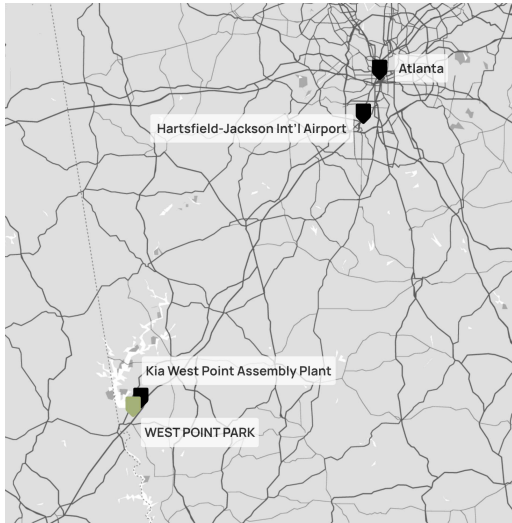 Atlanta
Hartsfield-Jackson Int'l Airport
Kia West Point Assembly Plant
WEST POINT PARK